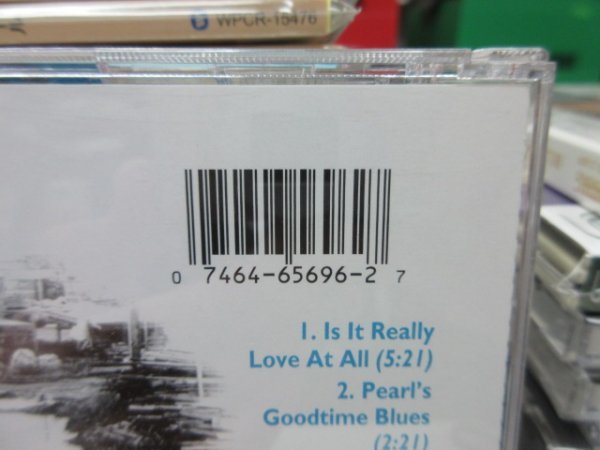 WPCR-15476
0 7464-65696-2 7
1. Is It Really
Love At All (5:21)
2. Pearl's
Goodtime Blues
(2:21)